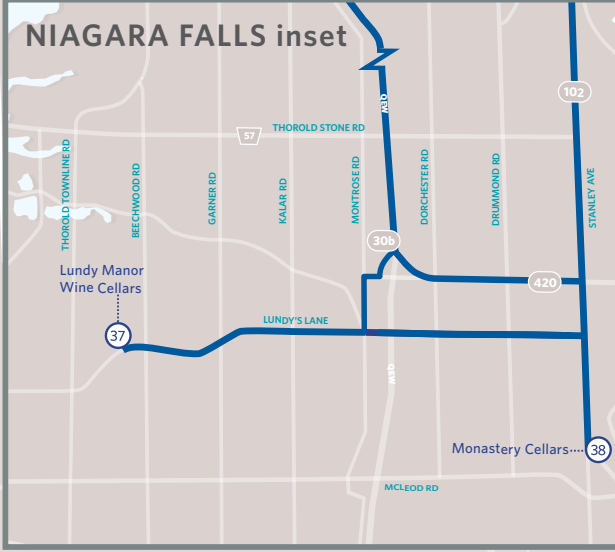 NIAGARA FALLS inset
QEW
102
57
THOROLD STONE RD
THOROLD TOWNLINE RD
BEECHWOOD RD
GARNER RD
KALAR RD
MONTROSE RD
DORCHESTER RD
DRUMMOND RD
STANLEY AVE
30b
Lundy Manor
Wine Cellars
420
LUNDY'S LANE
37
QEW
Monastery Cellars
38
MCLEOD RD